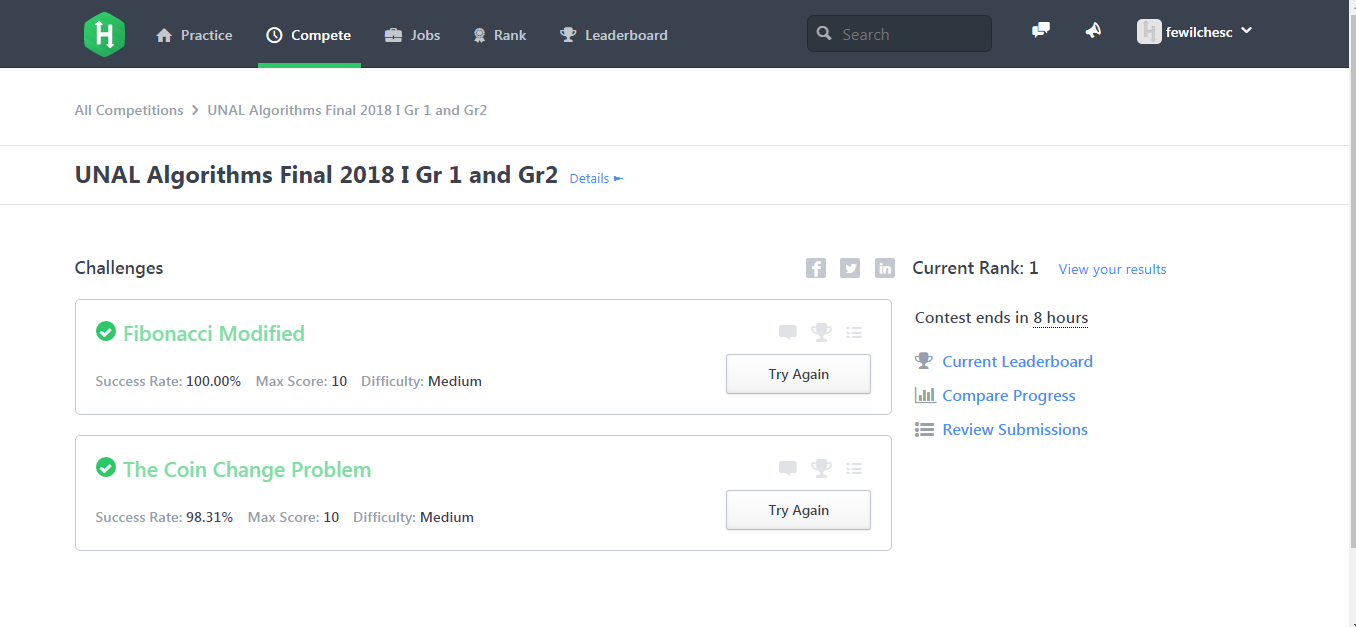 H Practice Compete Jobs Rank Leaderboard Search fewilchesc
All Competitions > UNAL Algorithms Final 2018 I Gr 1 and Gr2
UNAL Algorithms Final 2018 I Gr 1 and Gr2 Details ►
Challenges
Current Rank: 1 View your results
Fibonacci Modified
Success Rate: 100.00% Max Score: 10 Difficulty: Medium
Try Again
The Coin Change Problem
Success Rate: 98.31% Max Score: 10 Difficulty: Medium
Try Again
Contest ends in 8 hours
Current Leaderboard
Compare Progress
Review Submissions